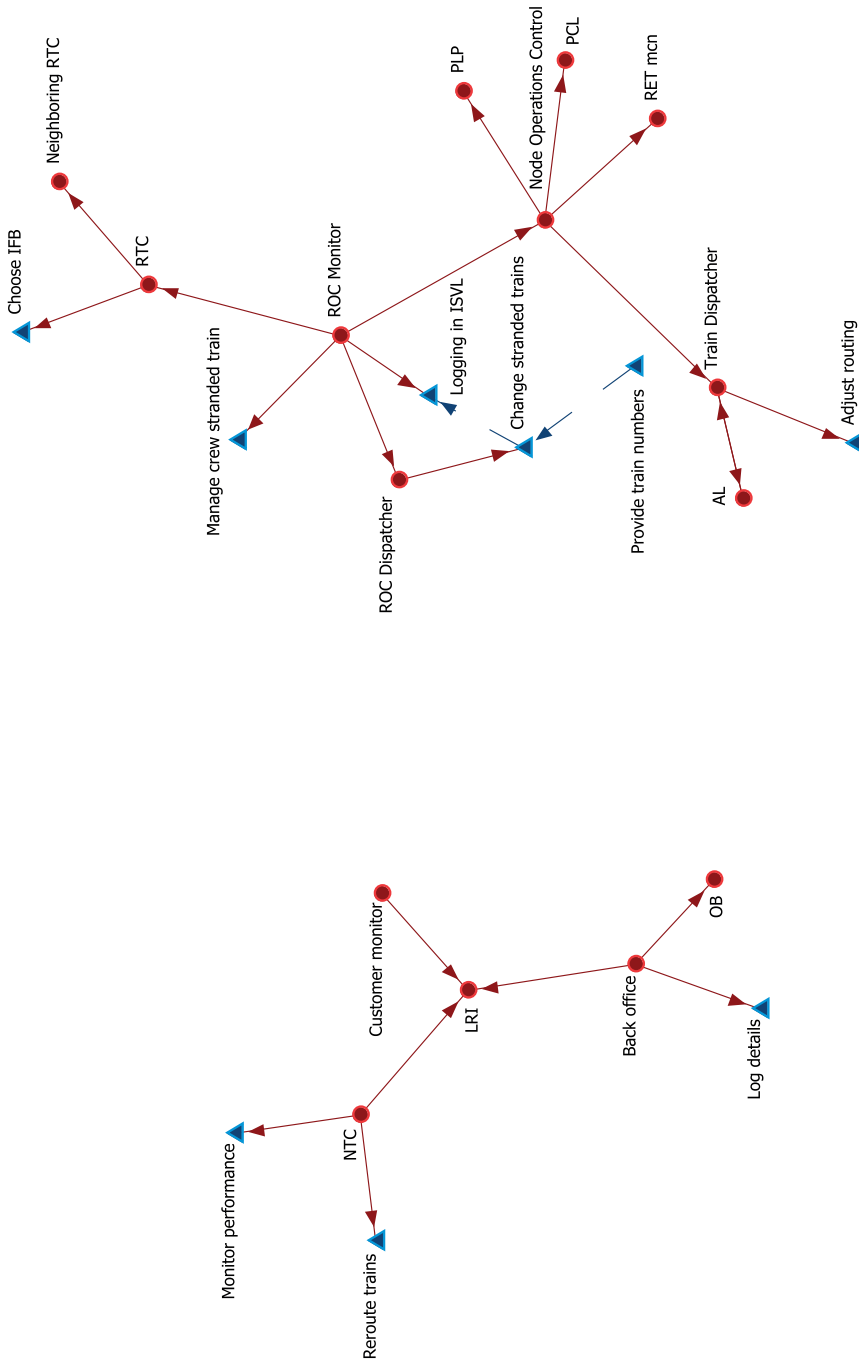 Choose IFB
Neighboring RTC
RTC
ROC Monitor
PLP
Node Operations Control
PCL
RET mcn
Manage crew stranded train
Logging in ISVL
Change stranded trains
Train Dispatcher
ROC Dispatcher
Provide train numbers
AL
Adjust routing
Customer monitor
LRI
OB
Back office
Log details
NTC
Monitor performance
Reroute trains